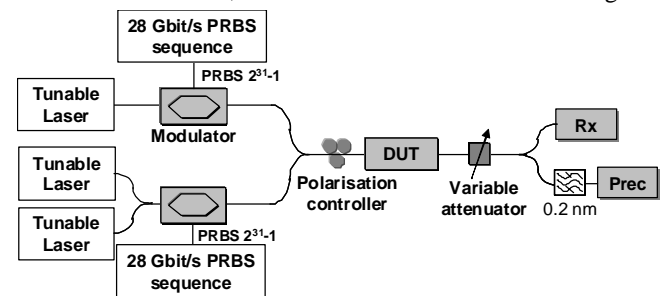 28 Gbit/s PRBS
sequence
PRBS 2³¹-1
Tunable
Laser
Modulator
Tunable
Laser
Tunable
Laser
PRBS 2³¹-1
28 Gbit/s PRBS
sequence
Polarisation
controller
DUT
Variable
attenuator
Rx
Prec
0.2 nm